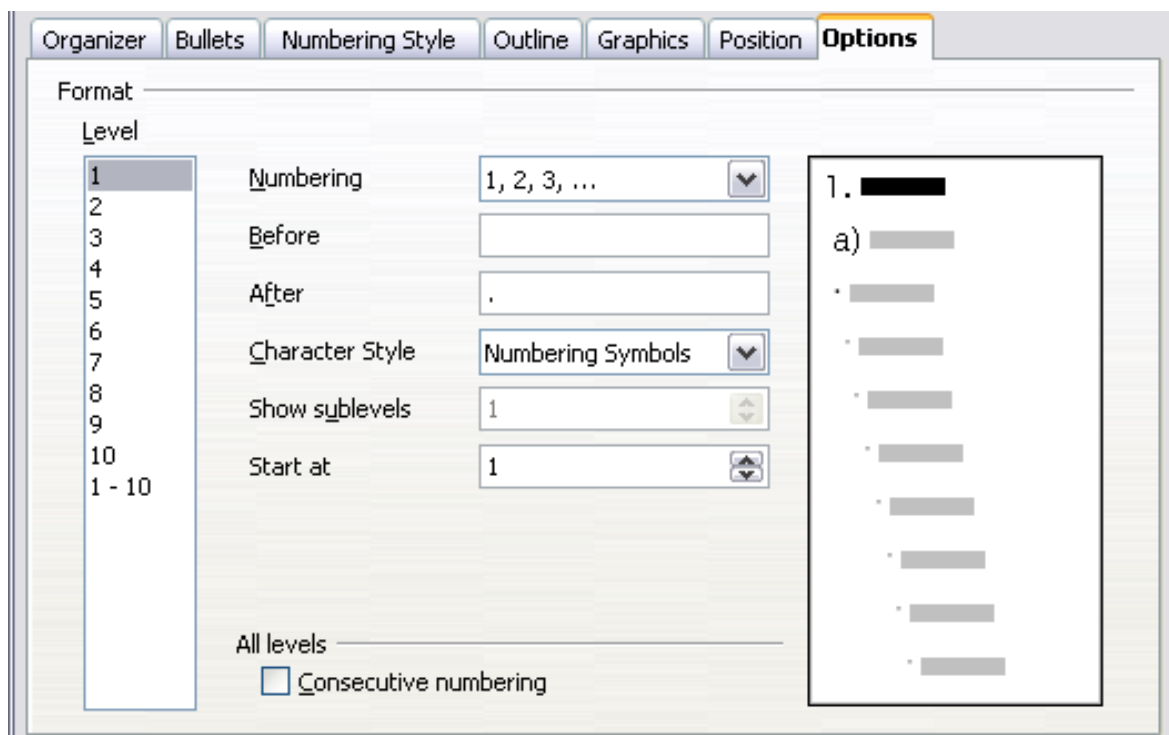 Organizer Bullets Numbering Style Outline Graphics Position Options
Format
Level
1
2
3
4
5
6
7
8
9
10
1 - 10
Numbering 1, 2, 3, ...
Before
After .
Character Style Numbering Symbols
Show sublevels 1
Start at 1
All levels
Consecutive numbering
1.
a)